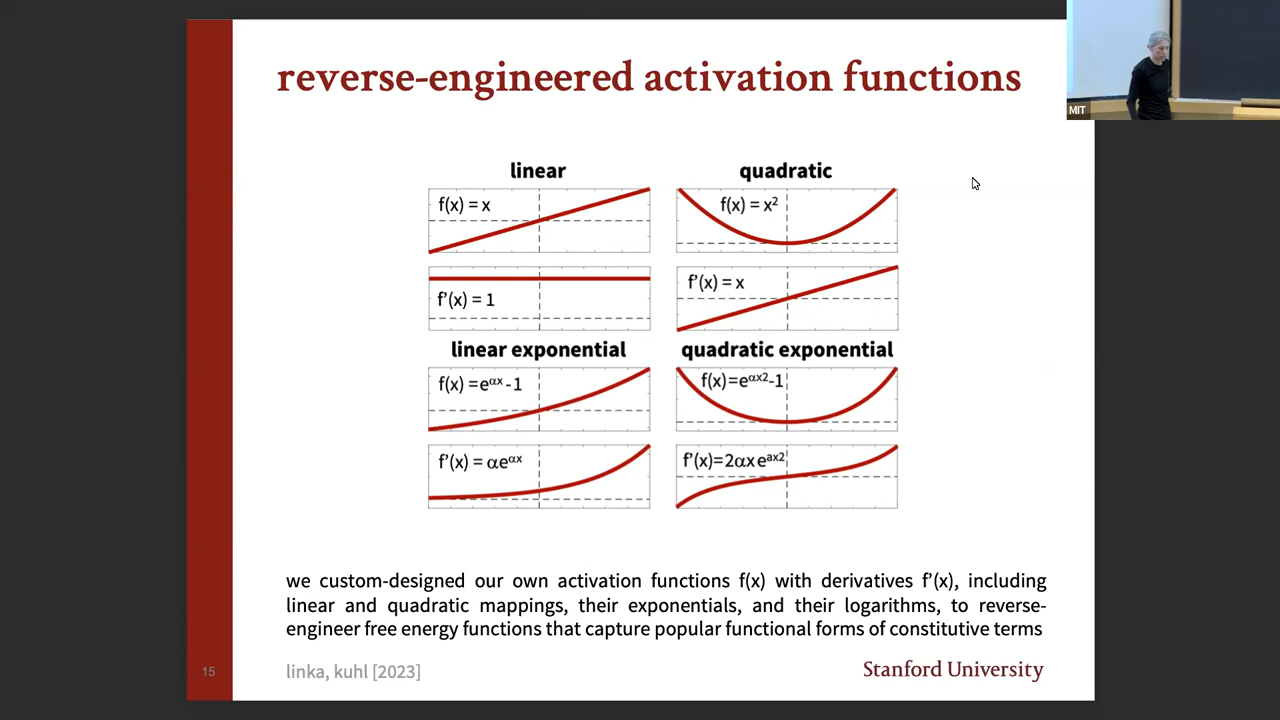 reverse-engineered activation functions
MIT
linear
quadratic
f(x) = x
f(x) = x²
f'(x) = 1
f'(x) = x
linear exponential
quadratic exponential
f(x) =eᵅˣ - 1
f(x)=eᵅˣ²-1
f'(x) = αeᵅˣ
f'(x)=2αx eᵃˣ²
we custom-designed our own activation functions f(x) with derivatives f'(x), including
linear and quadratic mappings, their exponentials, and their logarithms, to reverse-
engineer free energy functions that capture popular functional forms of constitutive terms
15
linka, kuhl [2023]
Stanford University